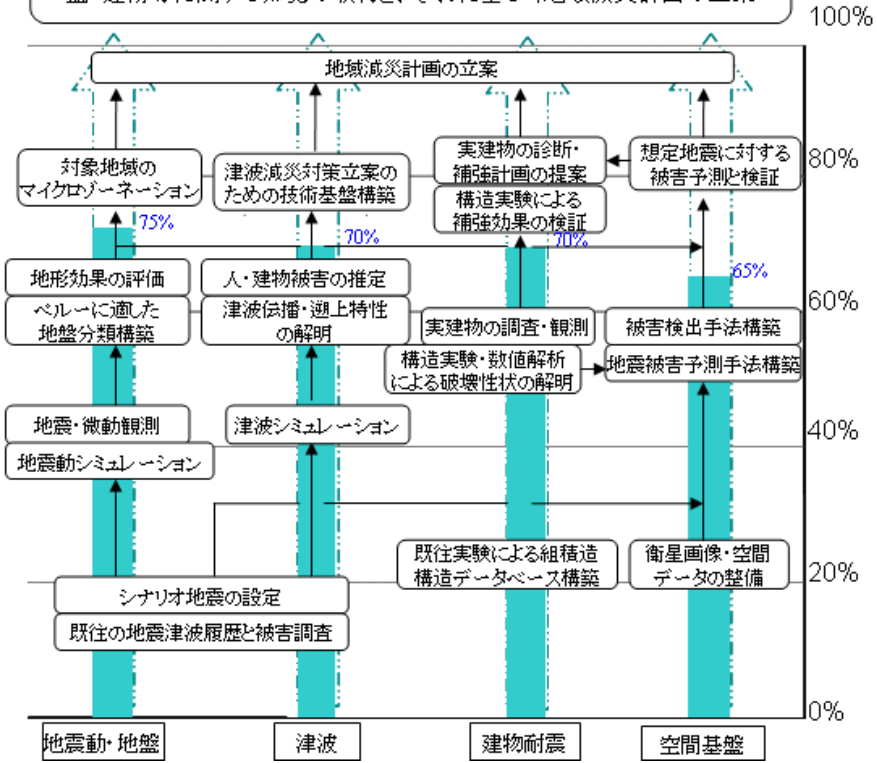 100%
地域減災計画の立案
対象地域の
マイクロゾーネーション
津波減災対策立案の
ための技術基盤構築
実建物の診断・
補強計画の提案
想定地震に対する
被害予測と検証
80%
構造実験による
補強効果の検証
75%
70%
70%
65%
地形効果の評価
人・建物被害の推定
60%
ペルーに適した
地盤分類構築
津波伝播・遡上特性
の解明
実建物の調査・観測
被害検出手法構築
構造実験・数値解析
による破壊性状の解明
地震被害予測手法構築
地震・微動観測
津波シミュレーション
40%
地震動シミュレーション
既往実験による組積造
構造データベース構築
衛星画像・空間
データの整備
20%
シナリオ地震の設定
既往の地震津波履歴と被害調査
0%
地震動・地盤
津波
建物耐震
空間基盤